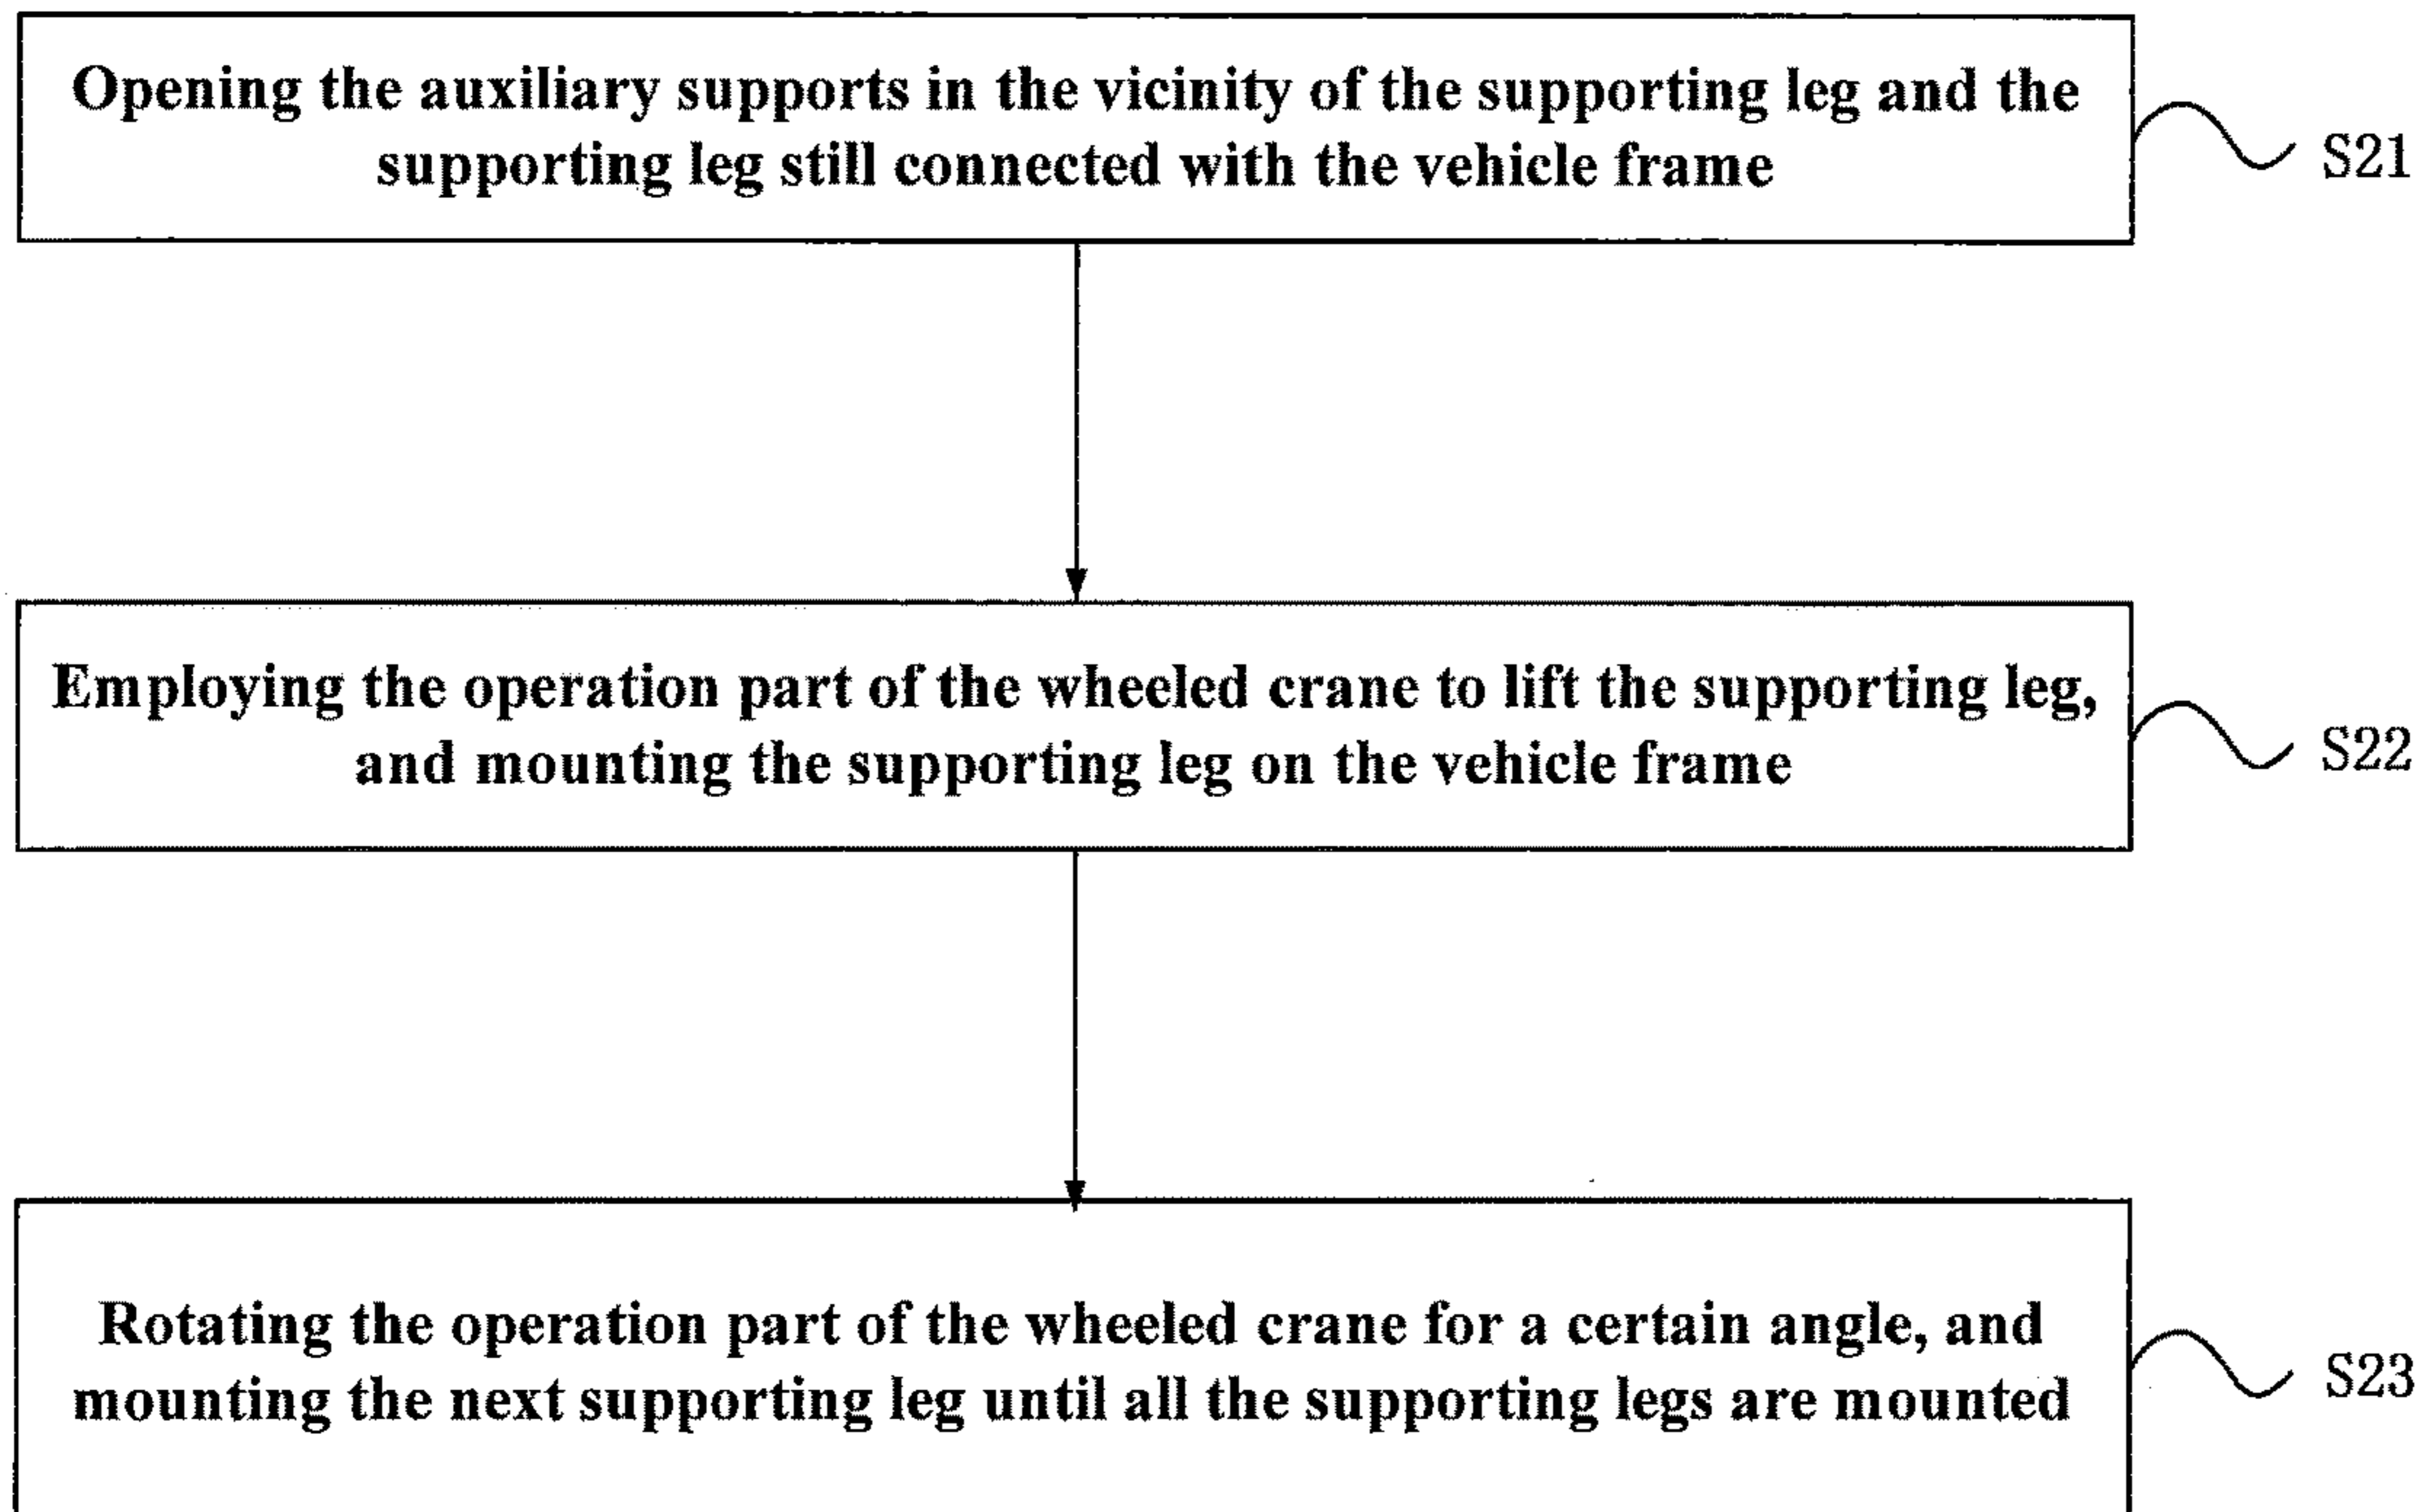 Opening the auxiliary supports in the vicinity of the supporting leg and the
supporting leg still connected with the vehicle frame
S21
Employing the operation part of the wheeled crane to lift the supporting leg,
and mounting the supporting leg on the vehicle frame
S22
Rotating the operation part of the wheeled crane for a certain angle, and
mounting the next supporting leg until all the supporting legs are mounted
S23